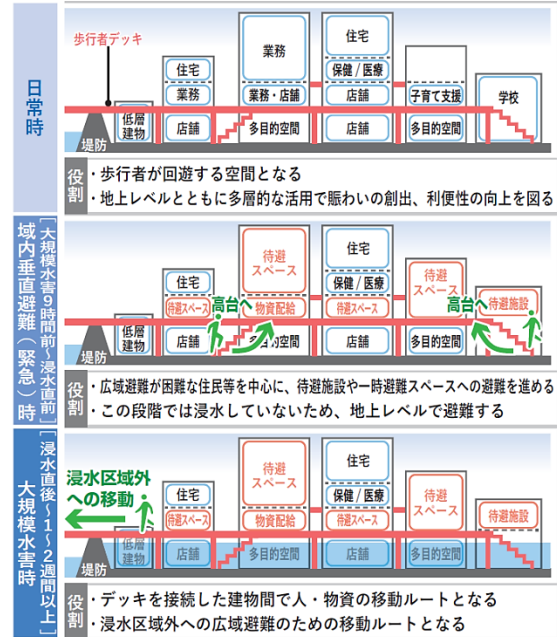 日常時
歩行者デッキ
住宅
業務
店舗
低層
建物
堤防
業務
業務・店舗
多目的空間
住宅
保健/医療
店舗
店舗
子育て支援
多目的空間
学校
役割
・歩行者が回遊する空間となる
・地上レベルとともに多層的な活用で賑わいの創出、利便性の向上を図る
[大規模水害9時間前~浸水直前]
域内垂直避難(緊急)時
住宅
待避スペース
店舗
低層
建物
堤防
高台へ
待避
スペース
物資配給
多目的空間
住宅
保健/医療
待避スペース
店舗
待避
スペース
多目的空間
高台へ
待避施設
役割
・広域避難が困難な住民等を中心に、待避施設や一時避難スペースへの避難を進める
・この段階では浸水していないため、地上レベルで避難する
[浸水直後~1~2週間以上]
大規模水害時
浸水区域外
への移動
住宅
待避スペース
店舗
低層
建物
堤防
待避
スペース
物資配給
多目的空間
住宅
保健/医療
待避スペース
店舗
待避
スペース
多目的空間
待避施設
役割
・デッキを接続した建物間で人・物資の移動ルートとなる
・浸水区域外への広域避難のための移動ルートとなる